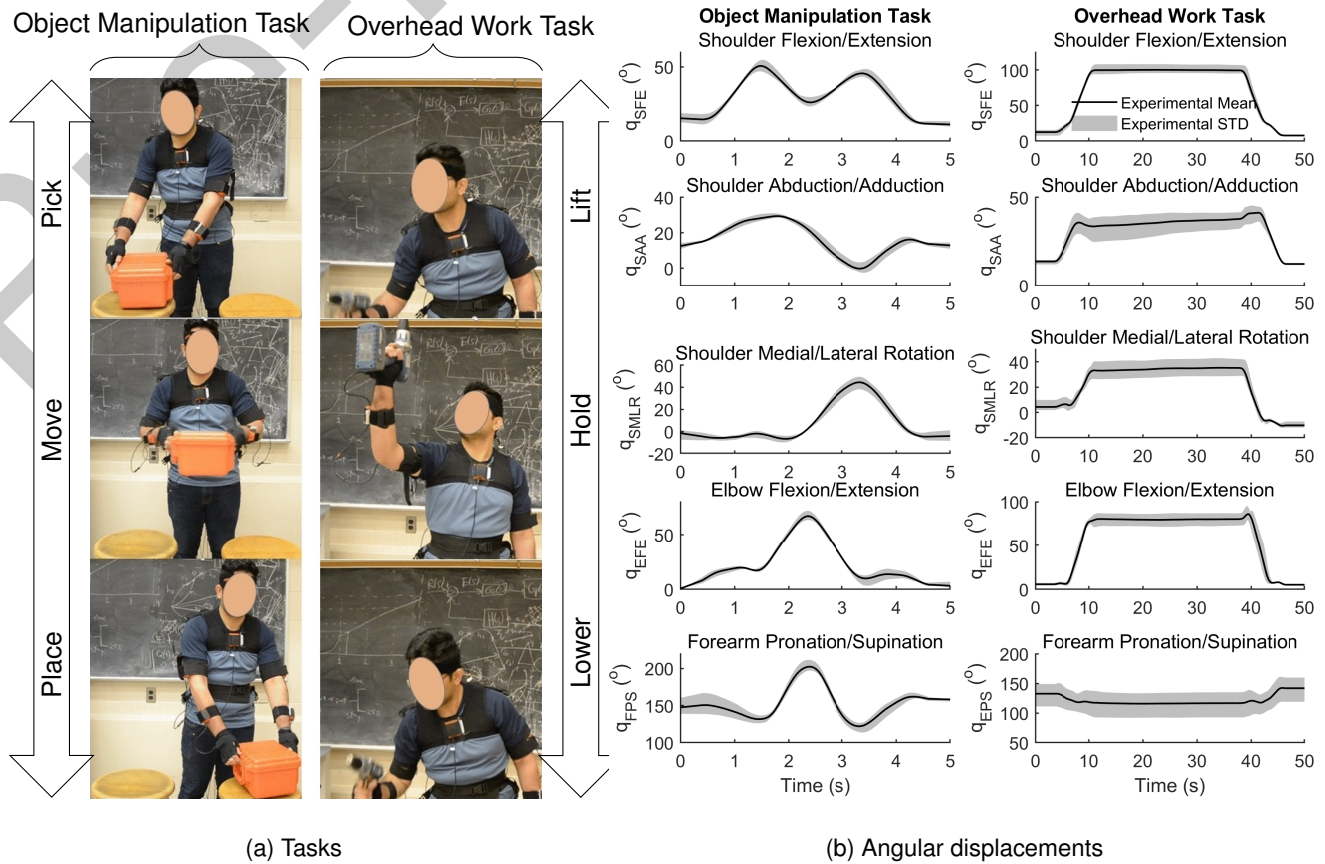 Object Manipulation Task
Overhead Work Task
Pick
Move
Place
Lift
Hold
Lower
(a) Tasks
Object Manipulation Task
Shoulder Flexion/Extension
q_SFE (°)
50
0
0 1 2 3 4 5
Shoulder Abduction/Adduction
q_SAA (°)
40
20
0
0 1 2 3 4 5
Shoulder Medial/Lateral Rotation
q_SMLR (°)
60
40
20
0
-20
0 1 2 3 4 5
Elbow Flexion/Extension
q_EFE (°)
50
0
0 1 2 3 4 5
Forearm Pronation/Supination
q_FPS (°)
200
150
100
0 1 2 3 4 5
Time (s)
Overhead Work Task
Shoulder Flexion/Extension
q_SFE (°)
100
50
0
Experimental Mean
Experimental STD
0 10 20 30 40 50
Shoulder Abduction/Adduction
q_SAA (°)
50
0
0 10 20 30 40 50
Shoulder Medial/Lateral Rotation
q_SMLR (°)
40
20
0
-20
0 10 20 30 40 50
Elbow Flexion/Extension
q_EFE (°)
100
50
0
0 10 20 30 40 50
Forearm Pronation/Supination
q_EPS (°)
200
150
100
50
0 10 20 30 40 50
Time (s)
(b) Angular displacements